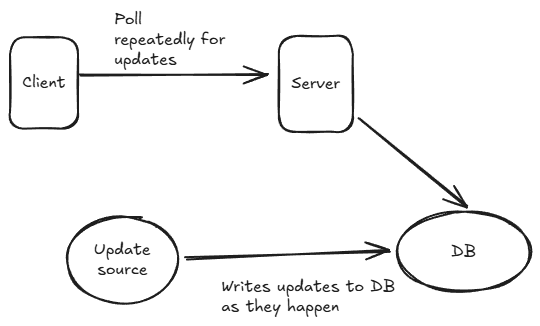 Poll
repeatedly for
updates
Client
Server
Update
source
DB
Writes updates to DB
as they happen